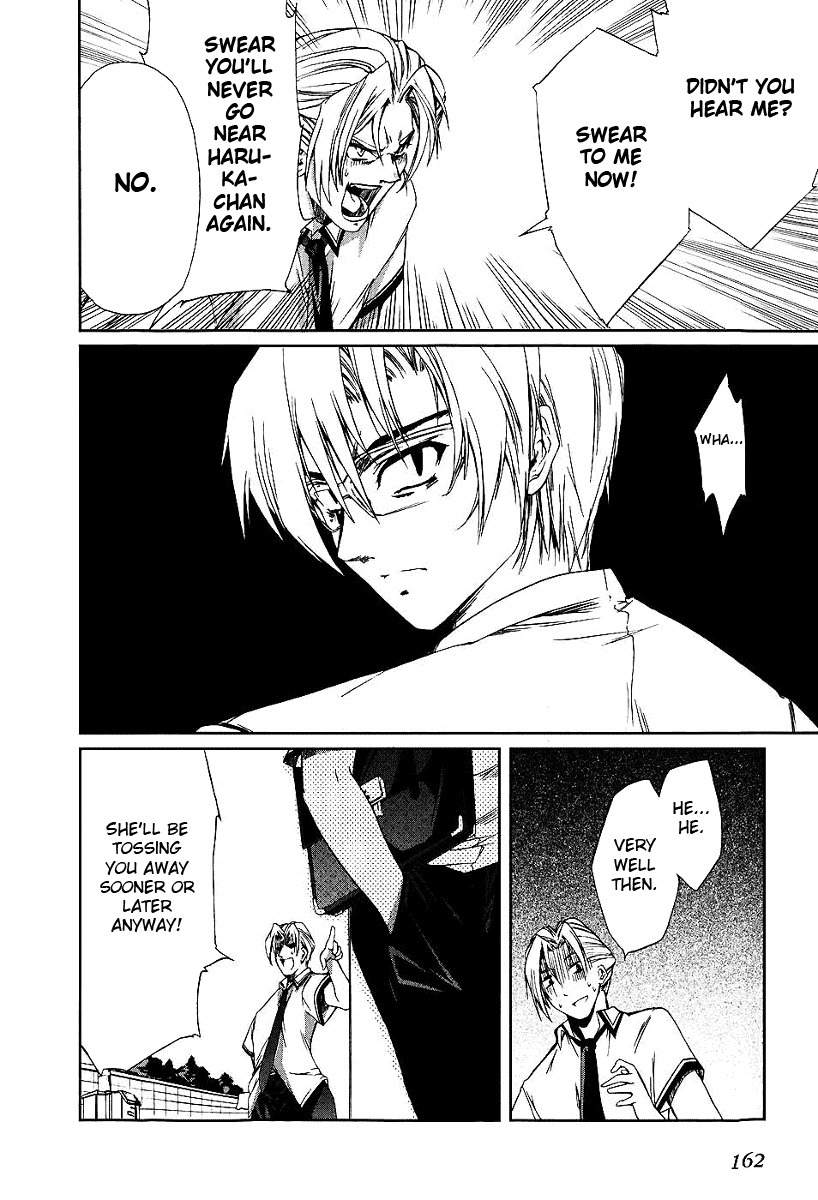 DIDN'T YOU
HEAR ME?
SWEAR
TO ME
NOW!
SWEAR
YOU'LL
NEVER
GO
NEAR
HARU-
KA-
CHAN
AGAIN.
NO.
WHA...
HE...
HE.
VERY
WELL
THEN.
SHE'LL BE
TOSSING
YOU AWAY
SOONER OR
LATER
ANYWAY!
162